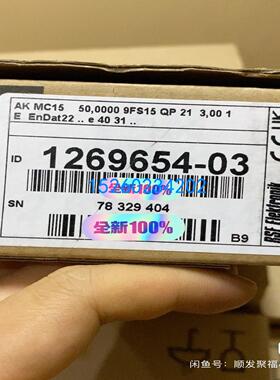 AK MC15 50,0000 9FS15 QP 21 3,00 1
E EnDat22 .. e 40 31 ..
ID 1269654-03
全新100%
SN 78 329 404
全新100%
B9
闲鱼号：顺发聚福